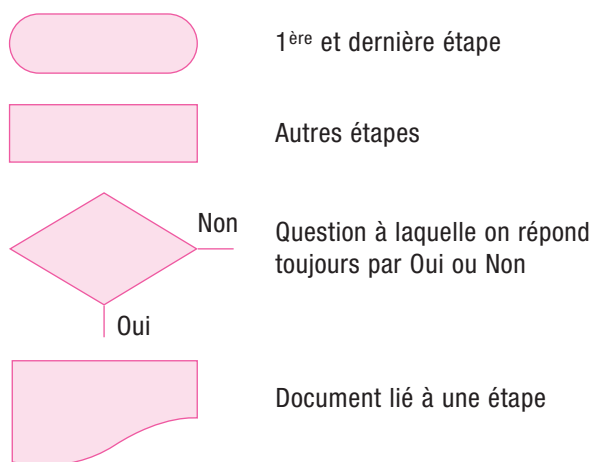 1ère et dernière étape
Autres étapes
Non
Question à laquelle on répond
toujours par Oui ou Non
Oui
Document lié à une étape